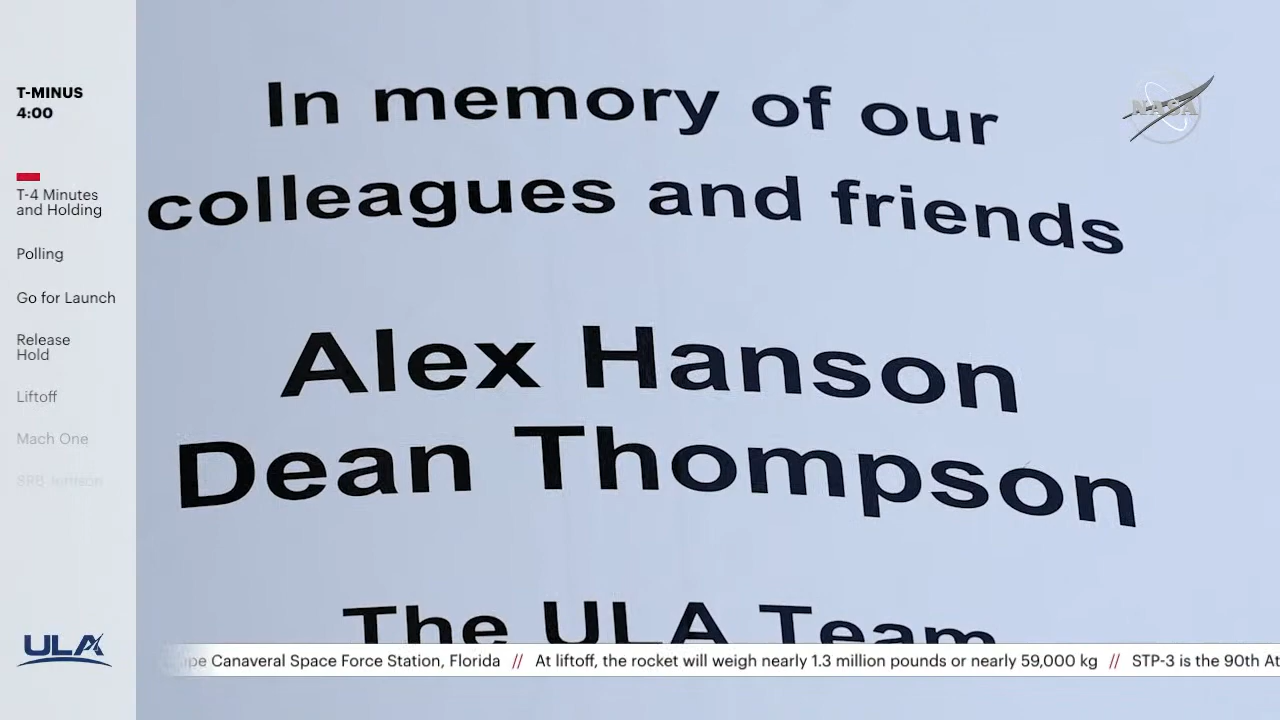 T-MINUS
4:00
T-4 Minutes
and Holding
Polling
Go for Launch
Release
Hold
Liftoff
Mach One
SRB Jettison
ULA
In memory of our
colleagues and friends
Alex Hanson
Dean Thompson
The ULA Team
NASA
Canaveral Space Force Station, Florida // At liftoff, the rocket will weigh nearly 1.3 million pounds or nearly 59,000 kg // STP-3 is the 90th